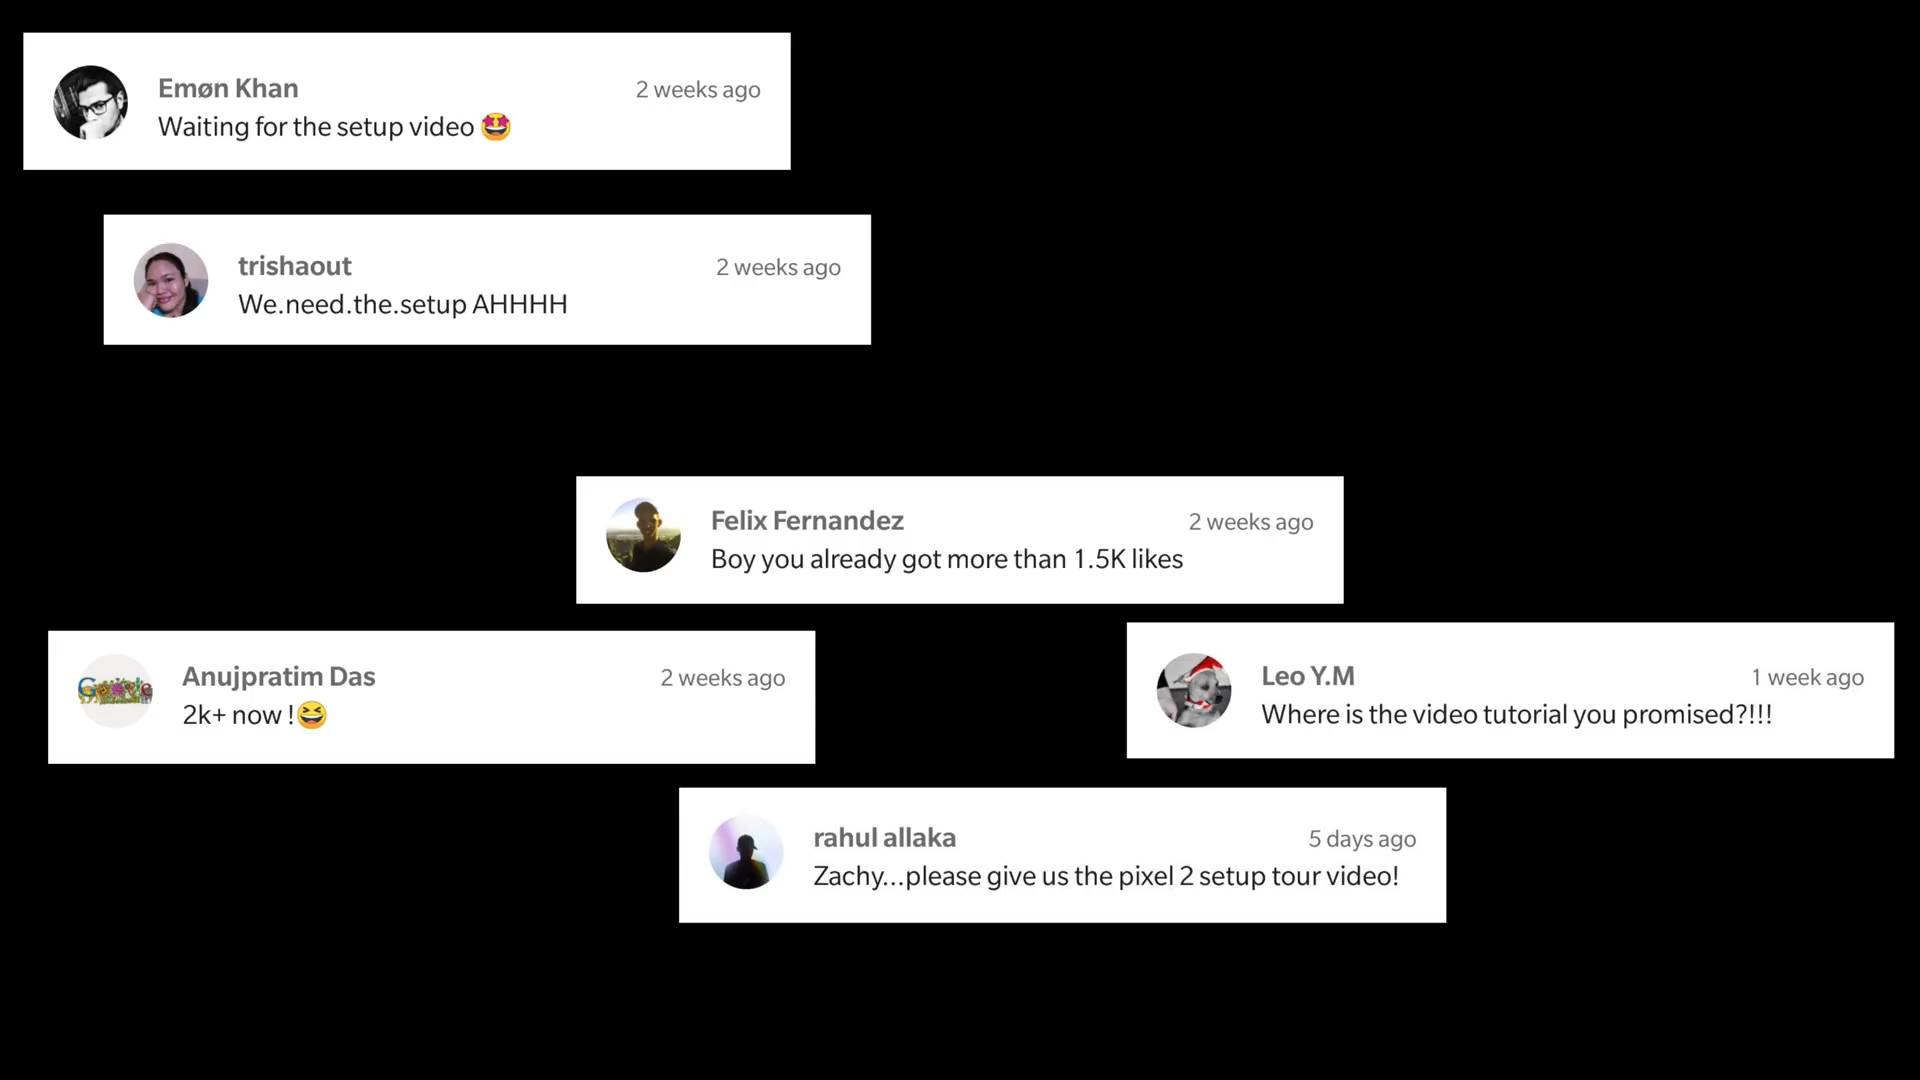 Emøn Khan 2 weeks ago
Waiting for the setup video 🤩
trishaout 2 weeks ago
We.need.the.setup AHHHH
Felix Fernandez 2 weeks ago
Boy you already got more than 1.5K likes
Anujpratim Das 2 weeks ago
2k+ now !😆
Leo Y.M 1 week ago
Where is the video tutorial you promised?!!!
rahul allaka 5 days ago
Zachy...please give us the pixel 2 setup tour video!